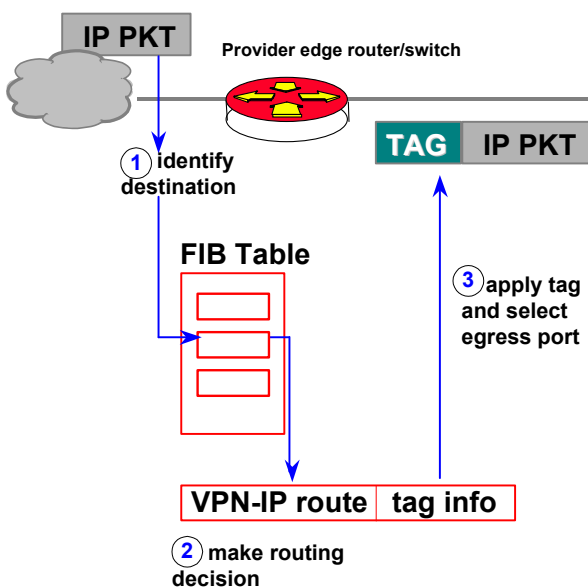 IP PKT
Provider edge router/switch
TAG IP PKT
1 identify
destination
FIB Table
3 apply tag
and select
egress port
VPN-IP route tag info
2 make routing
decision